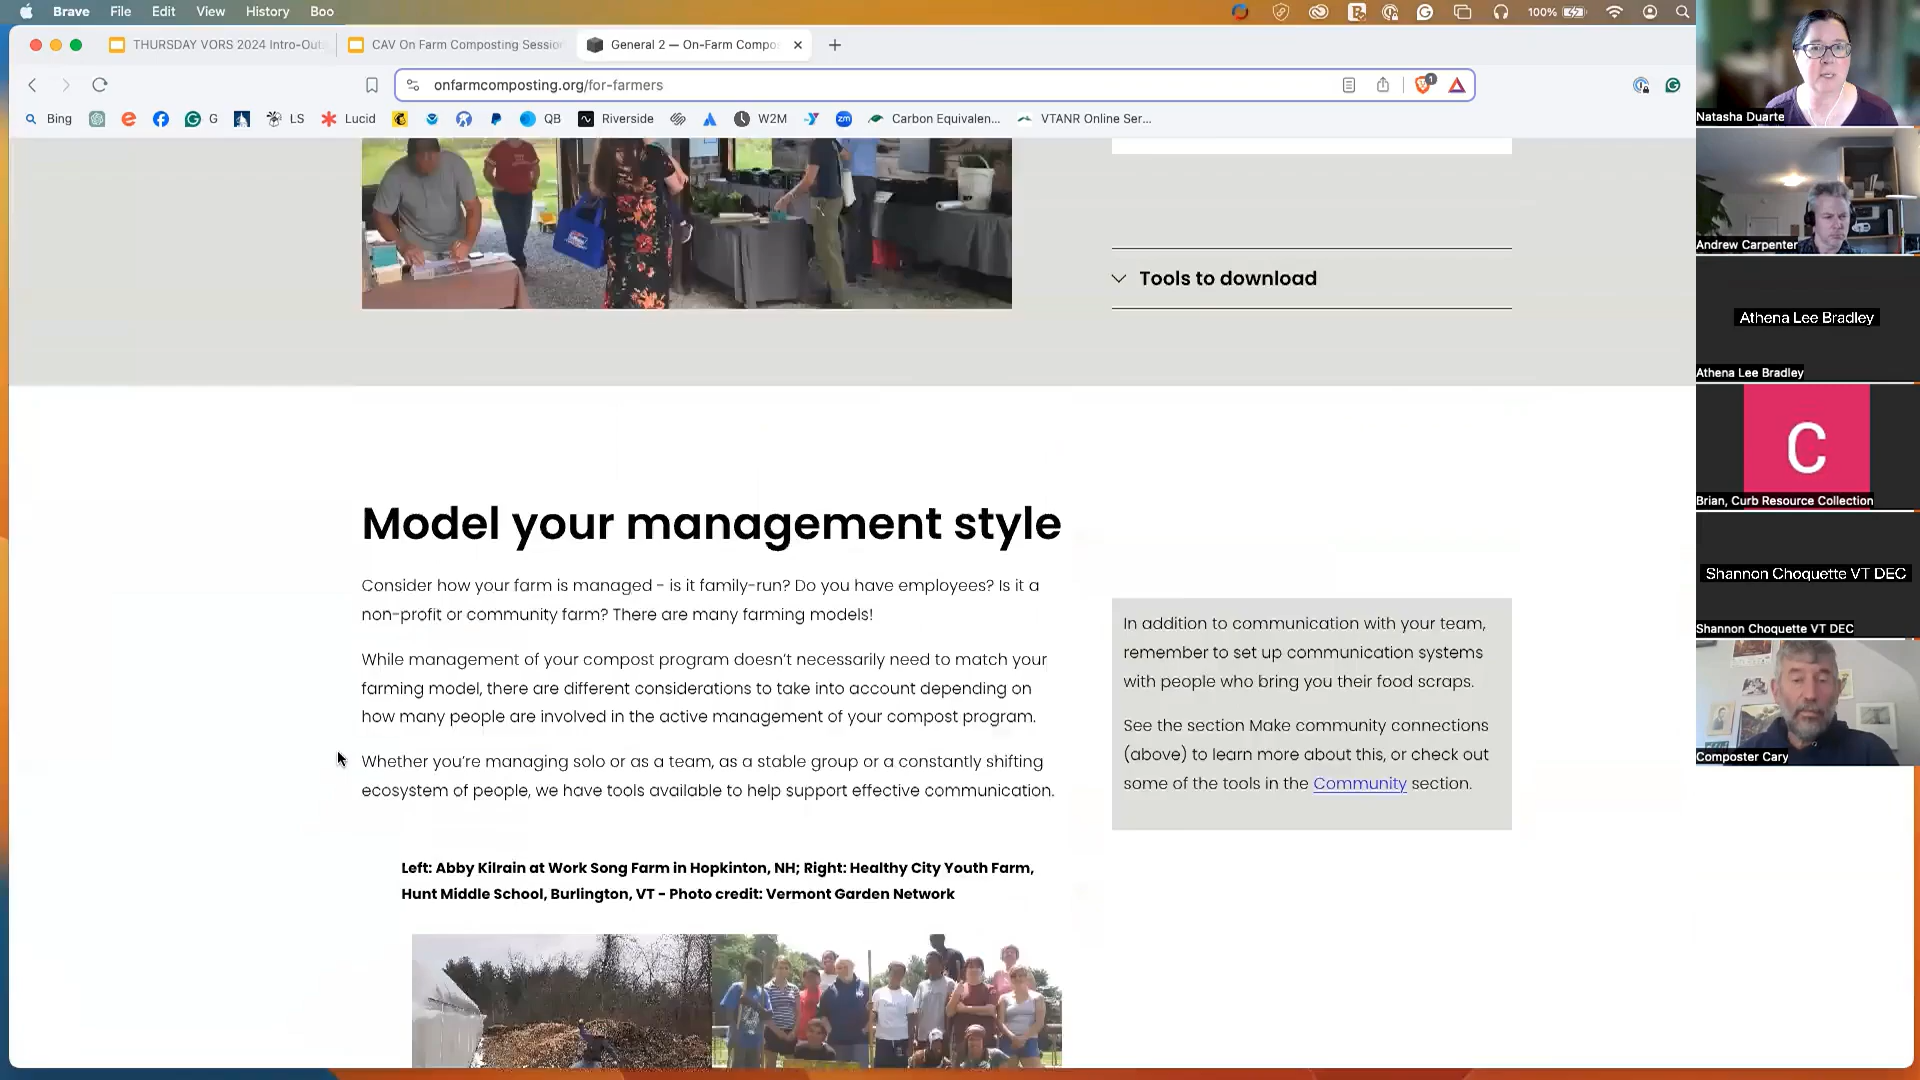 Brave File Edit View History Boo
100%
THURSDAY VORS 2024 Intro-Outs
CAV On Farm Composting Session
General 2 — On-Farm Compo
onfarmcomposting.org/for-farmers
1
Bing
G
LS
Lucid
QB
Riverside
W2M
zm
Carbon Equivalen...
VTANR Online Ser...
Tools to download
Model your management style
Consider how your farm is managed - is it family-run? Do you have employees? Is it a
non-profit or community farm? There are many farming models!
While management of your compost program doesn’t necessarily need to match your
farming model, there are different considerations to take into account depending on
how many people are involved in the active management of your compost program.
Whether you’re managing solo or as a team, as a stable group or a constantly shifting
ecosystem of people, we have tools available to help support effective communication.
In addition to communication with your team,
remember to set up communication systems
with people who bring you their food scraps.
See the section Make community connections
(above) to learn more about this, or check out
some of the tools in the Community section.
Left: Abby Kilrain at Work Song Farm in Hopkinton, NH; Right: Healthy City Youth Farm,
Hunt Middle School, Burlington, VT - Photo credit: Vermont Garden Network
Natasha Duarte
Andrew Carpenter
Athena Lee Bradley
Athena Lee Bradley
C
Brian, Curb Resource Collection
Shannon Choquette VT DEC
Shannon Choquette VT DEC
Composter Cary